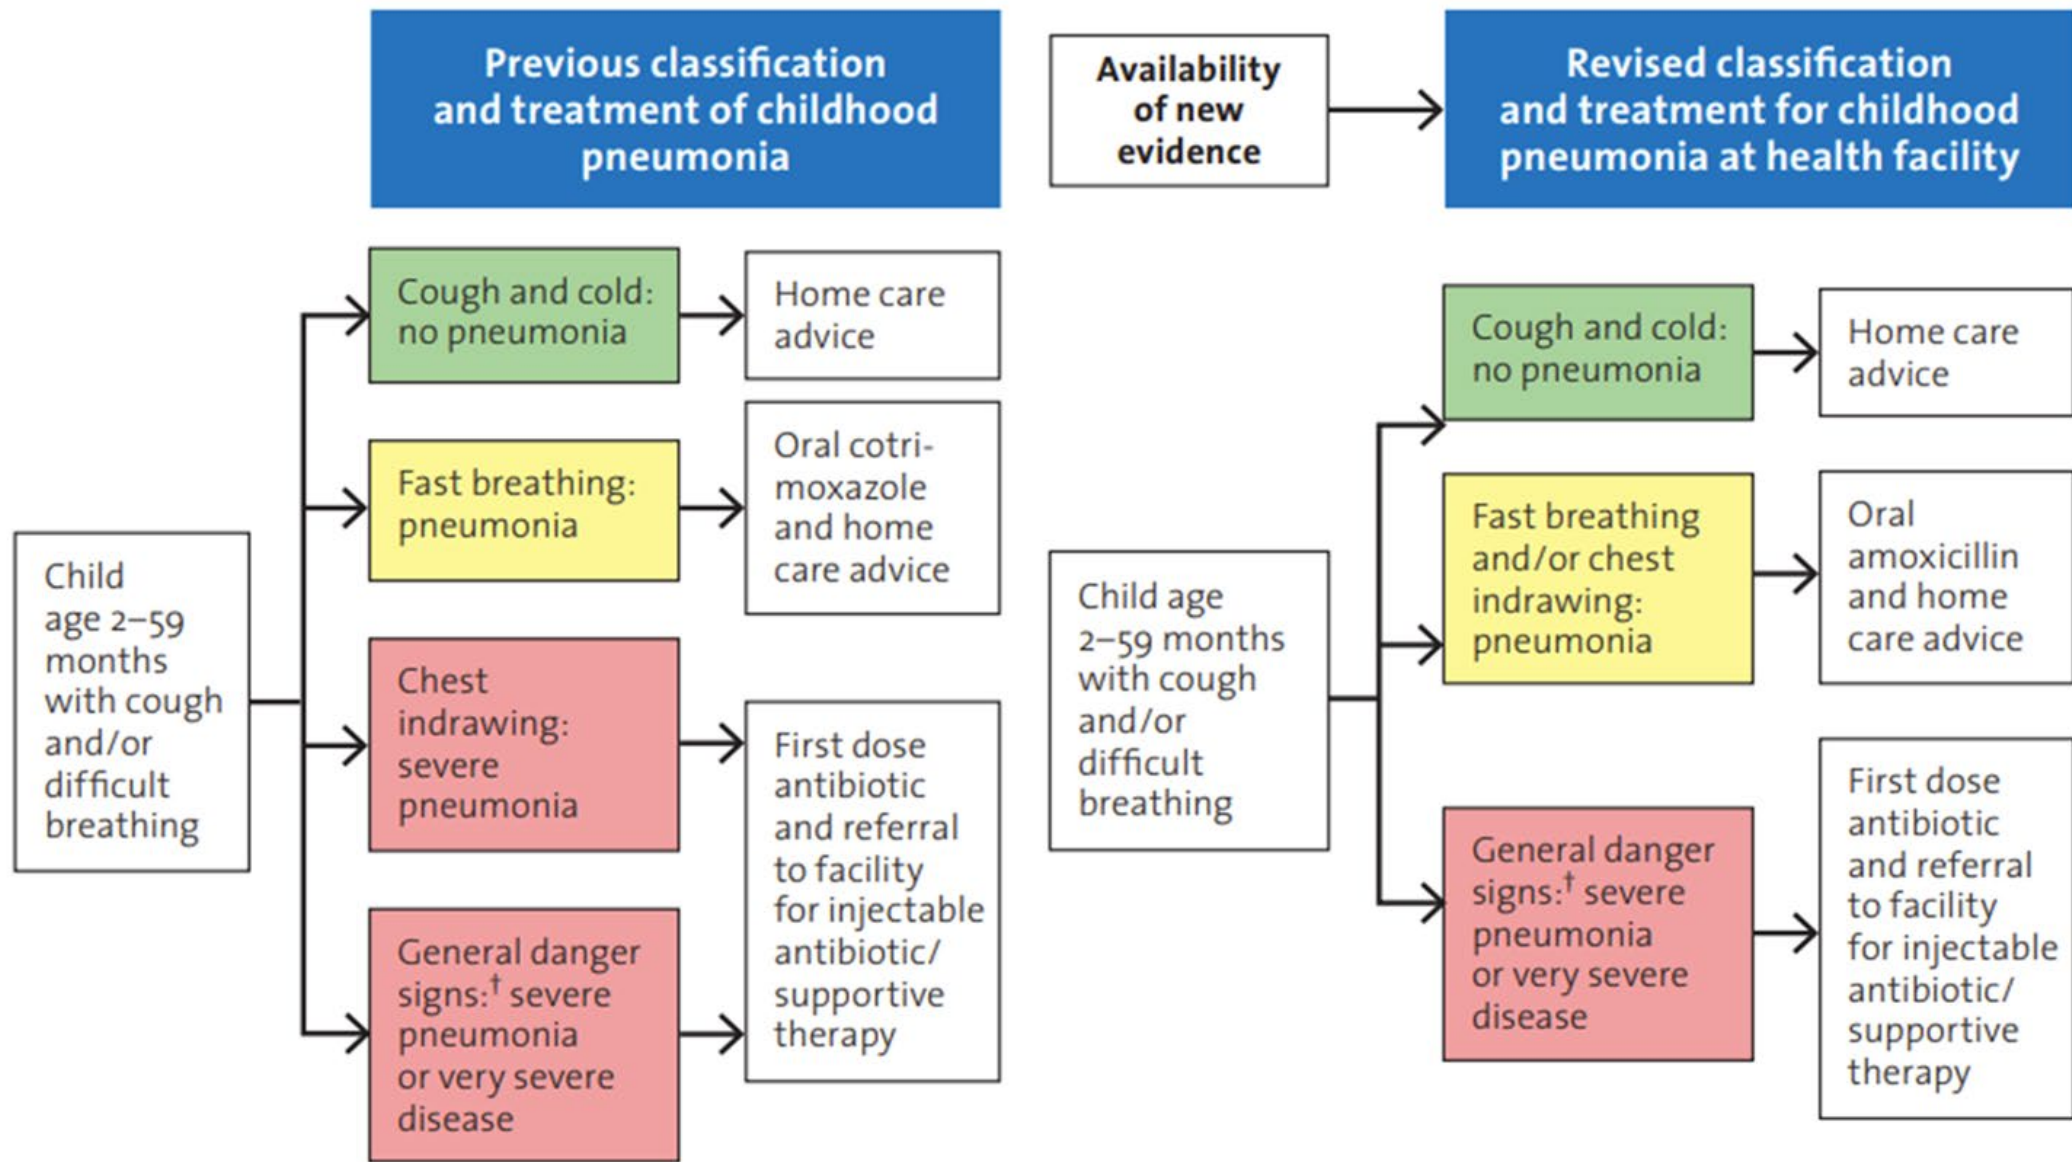 Previous classification
and treatment of childhood
pneumonia
Availability
of new
evidence
Revised classification
and treatment for childhood
pneumonia at health facility
Child
age 2–59
months
with cough
and/or
difficult
breathing
Cough and cold:
no pneumonia
Home care
advice
Fast breathing:
pneumonia
Oral cotri-
moxazole
and home
care advice
Chest
indrawing:
severe
pneumonia
General danger
signs:† severe
pneumonia
or very severe
disease
First dose
antibiotic
and referral
to facility
for injectable
antibiotic/
supportive
therapy
Child age
2–59 months
with cough
and/or
difficult
breathing
Cough and cold:
no pneumonia
Home care
advice
Fast breathing
and/or chest
indrawing:
pneumonia
Oral
amoxicillin
and home
care advice
General danger
signs:† severe
pneumonia
or very severe
disease
First dose
antibiotic
and referral
to facility
for injectable
antibiotic/
supportive
therapy